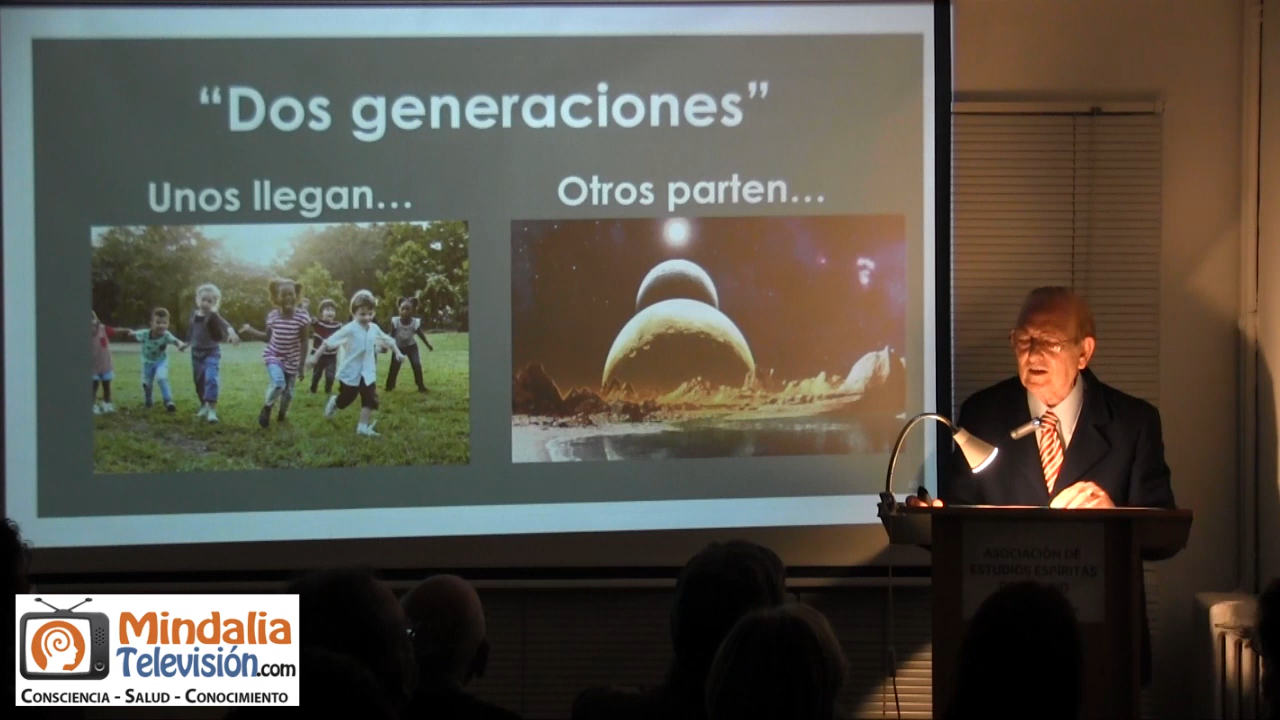 “Dos generaciones”
Unos llegan...
Otros parten...
ASOCIACIÓN DE
ESTUDIOS ESPÍRITAS
Mindalia
Televisión.com
CONSCIENCIA - SALUD - CONOCIMIENTO